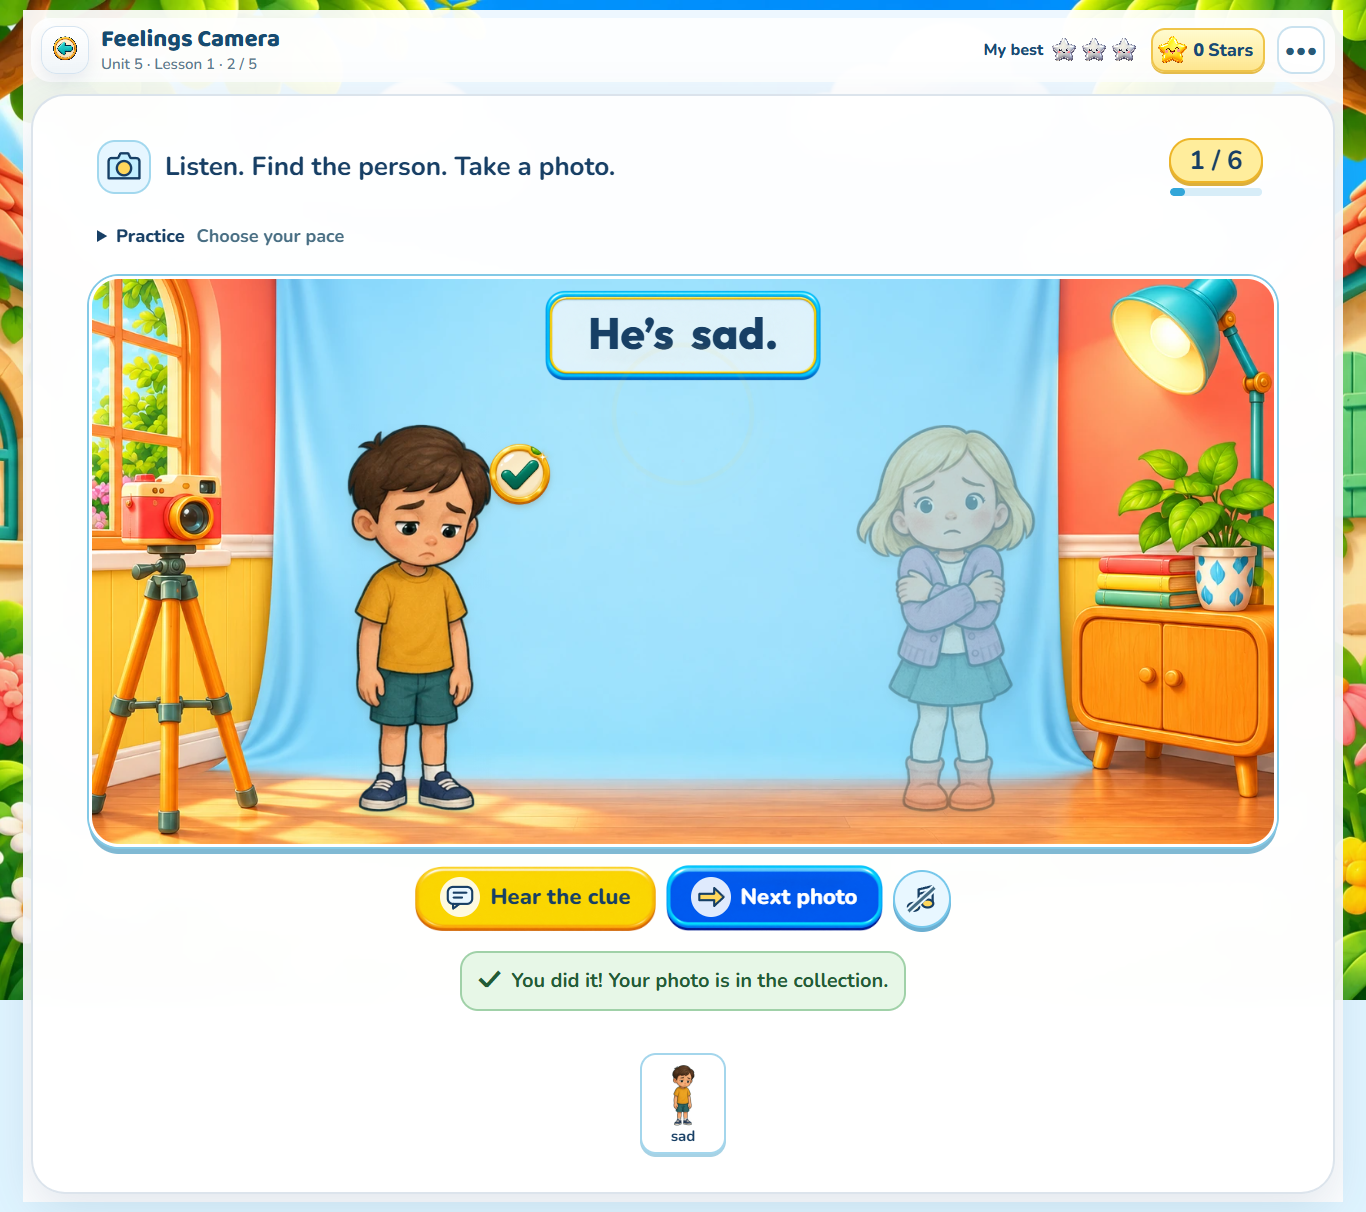 Feelings Camera
Unit 5 · Lesson 1 · 2 / 5
My best
0 Stars
Listen. Find the person. Take a photo.
1 / 6
Practice Choose your pace
He’s sad.
Hear the clue
Next photo
You did it! Your photo is in the collection.
sad